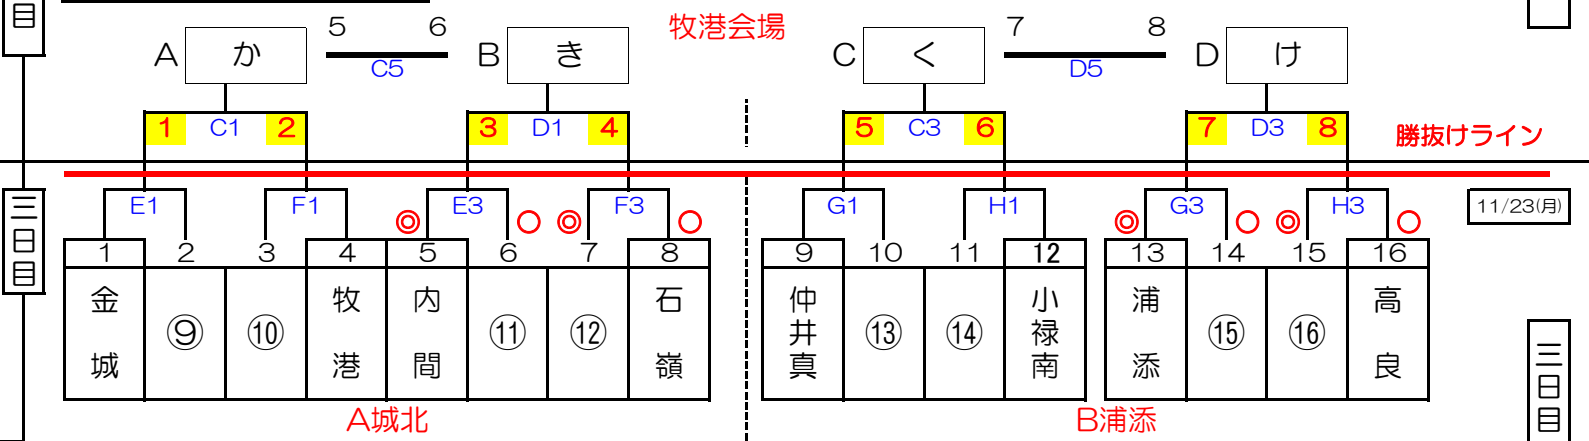 目
5 6 牧港会場 7 8
A か B き C く D け
C5 D5
1 C1 2 3 D1 4 5 C3 6 7 D3 8
勝抜けライン
三日目
E1 F1 E3 F3 G1 H1 G3 H3 11/23(月)
◎ ○ ◎ ○ ◎ ○ ◎ ○
1 2 3 4 5 6 7 8 9 10 11 12 13 14 15 16
金城 ⑨ ⑩ 牧港 内間 ⑪ ⑫ 石嶺 仲井真 ⑬ ⑭ 小禄南 浦添 ⑮ ⑯ 高良
三日目
A城北 B浦添